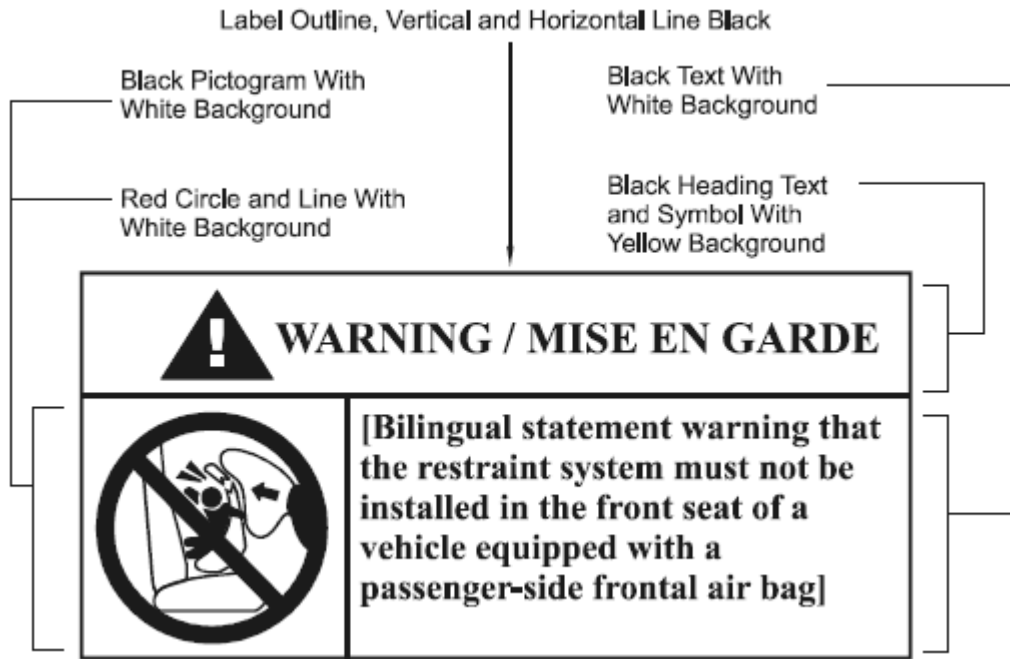 Label Outline, Vertical and Horizontal Line Black
Black Pictogram With
White Background
Black Text With
White Background
Red Circle and Line With
White Background
Black Heading Text
and Symbol With
Yellow Background
! WARNING / MISE EN GARDE
[Bilingual statement warning that
the restraint system must not be
installed in the front seat of a
vehicle equipped with a
passenger-side frontal air bag]